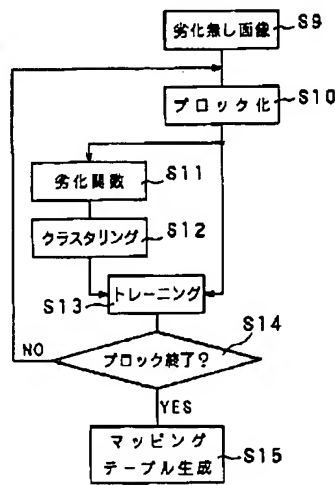 劣化無し画像 S9
ブロック化 S10
劣化関数 S11
クラスタリング S12
トレーニング
S13
ブロック終了? S14
NO
YES
マッピング
テーブル生成 S15